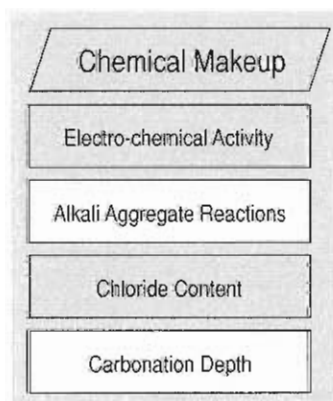 Chemical Makeup
Electro-chemical Activity
Alkali Aggregate Reactions
Chloride Content
Carbonation Depth